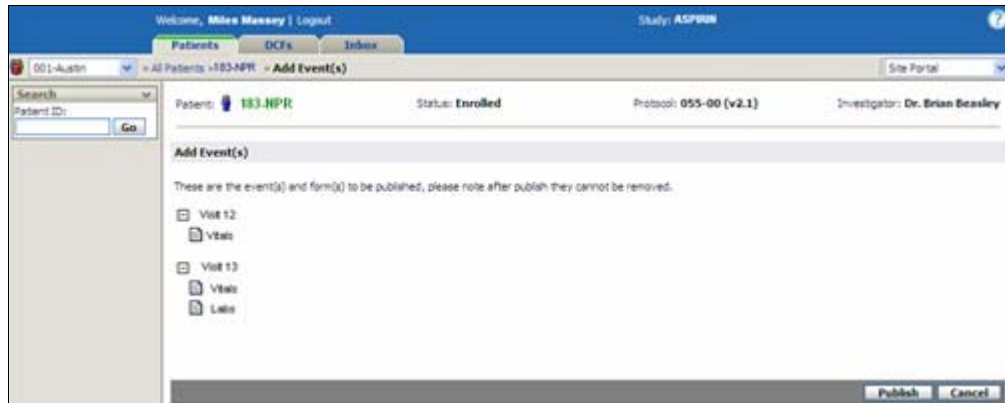 Welcome, Miles Massey | Logout Study: ASPIRIN ?
Patients DCFs Inbox
001-Austin » All Patients »183-NPR » Add Event(s) Site Portal
Search
Patient: 183-NPR Status: Enrolled Protocol: 055-00 (v2.1) Investigator: Dr. Brian Beasley
Patient ID:
Go
Add Event(s)
These are the event(s) and form(s) to be published, please note after publish they cannot be removed.
Visit 12
Vitals
Visit 13
Vitals
Labs
Publish Cancel